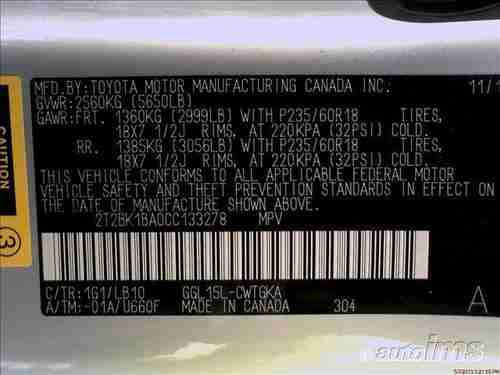 MFD.BY:TOYOTA MOTOR MANUFACTURING CANADA INC. 11/1
GVWR:2560KG (5650LB)
GAWR:FRT. 1360KG (2999LB) WITH P235/60R18 TIRES,
18X7 1/2J RIMS, AT 220KPA (32PSI) COLD.
RR. 1385KG (3056LB) WITH P235/60R18 TIRES,
18X7 1/2J RIMS, AT 220KPA (32PSI) COLD.
THIS VEHICLE CONFORMS TO ALL APPLICABLE FEDERAL MOTOR
VEHICLE SAFETY AND THEFT PREVENTION STANDARDS IN EFFECT
ON THE DATE OF MANUFACTURE SHOWN ABOVE.
2T2BK1BA0CC133278 MPV
C/TR:1G1/LB10 GGL15L-CWTGKA
A/TM:-01A/U660F MADE IN CANADA 304 A
CAUTION
3
autoims